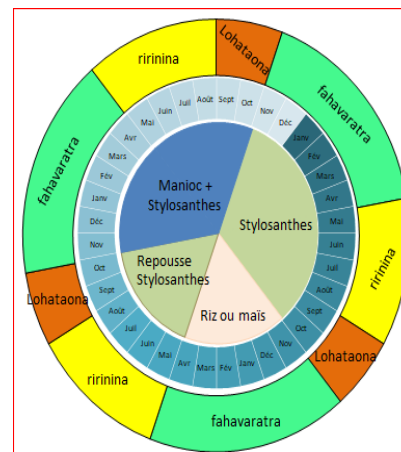 Lohataona
fahavaratra
ririnina
Lohataona
fahavaratra
ririnina
Lohataona
fahavaratra
ririnina
Janv
Fév
Mars
Avr
Mai
Juin
Juil
Août
Sept
Oct
Nov
Déc
Janv
Fév
Mars
Avr
Mai
Juin
Juil
Août
Sept
Oct
Nov
Déc
Janv
Fév
Mars
Avr
Mai
Juin
Juil
Août
Sept
Oct
Nov
Déc
Manioc +
Stylosanthes
Stylosanthes
Repousse
Stylosanthes
Riz ou maïs